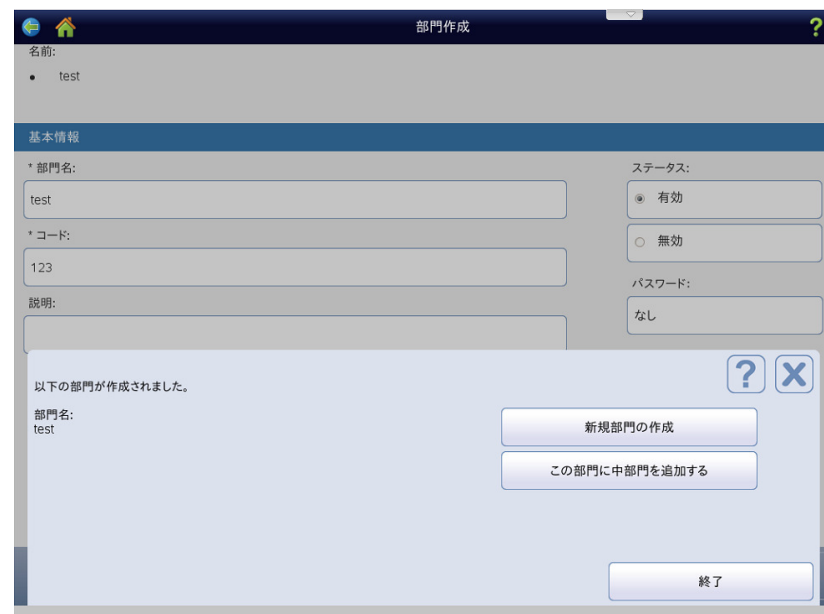 部門作成
?
名前:
• test
基本情報
* 部門名:
test
* コード:
123
説明:
ステータス:
有効
無効
パスワード:
なし
?
X
以下の部門が作成されました。
部門名:
test
新規部門の作成
この部門に中部門を追加する
終了